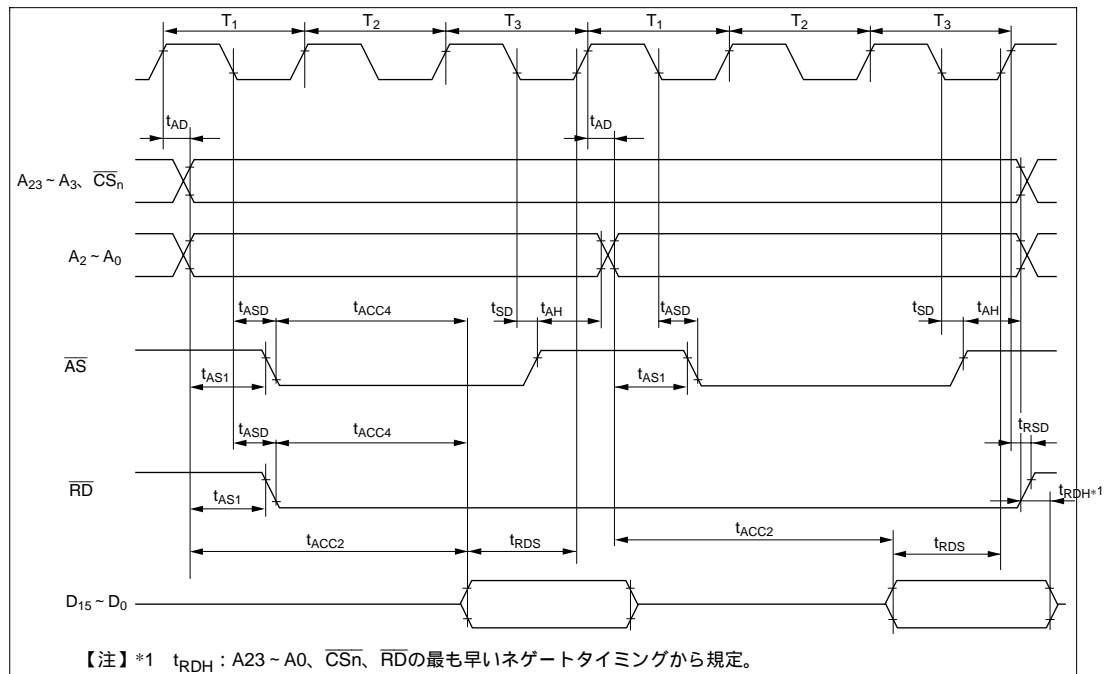 T1 T2 T3 T1 T2 T3
tAD tAD
A23 ~ A3、CSn
A2 ~ A0
tASD tACC4 tSD tAH tASD tSD tAH
AS
tAS1 tAS1
tASD tACC4 tRSD
RD
tAS1 tRDH*1
tACC2 tRDS tACC2 tRDS
D15 ~ D0
【注】*1 tRDH：A23 ~ A0、CSn、RDの最も早いネゲートタイミングから規定。